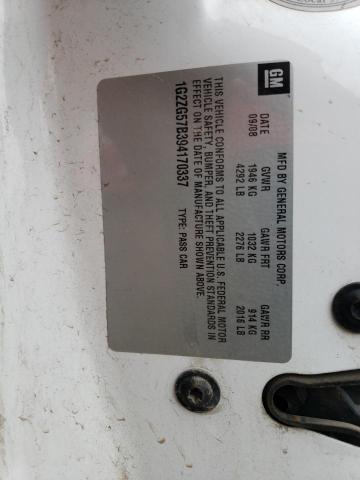 GM
MFD BY GENERAL MOTORS CORP.
DATE GVWR GAWR FRT GAWR RR
09/08 1946 KG 1032 KG 914 KG
4292 LB 2276 LB 2016 LB
THIS VEHICLE CONFORMS TO ALL APPLICABLE U.S. FEDERAL MOTOR
VEHICLE SAFETY, BUMPER, AND THEFT PREVENTION STANDARDS IN
EFFECT ON THE DATE OF MANUFACTURE SHOWN ABOVE.
1G2ZG57B394170337 TYPE: PASS CAR